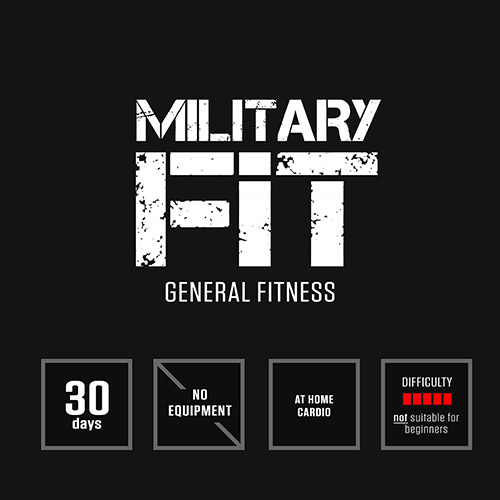 MILITARY
FiT
GENERAL FITNESS
30
days
NO
EQUIPMENT
AT HOME
CARDIO
DIFFICULTY
not suitable for
beginners